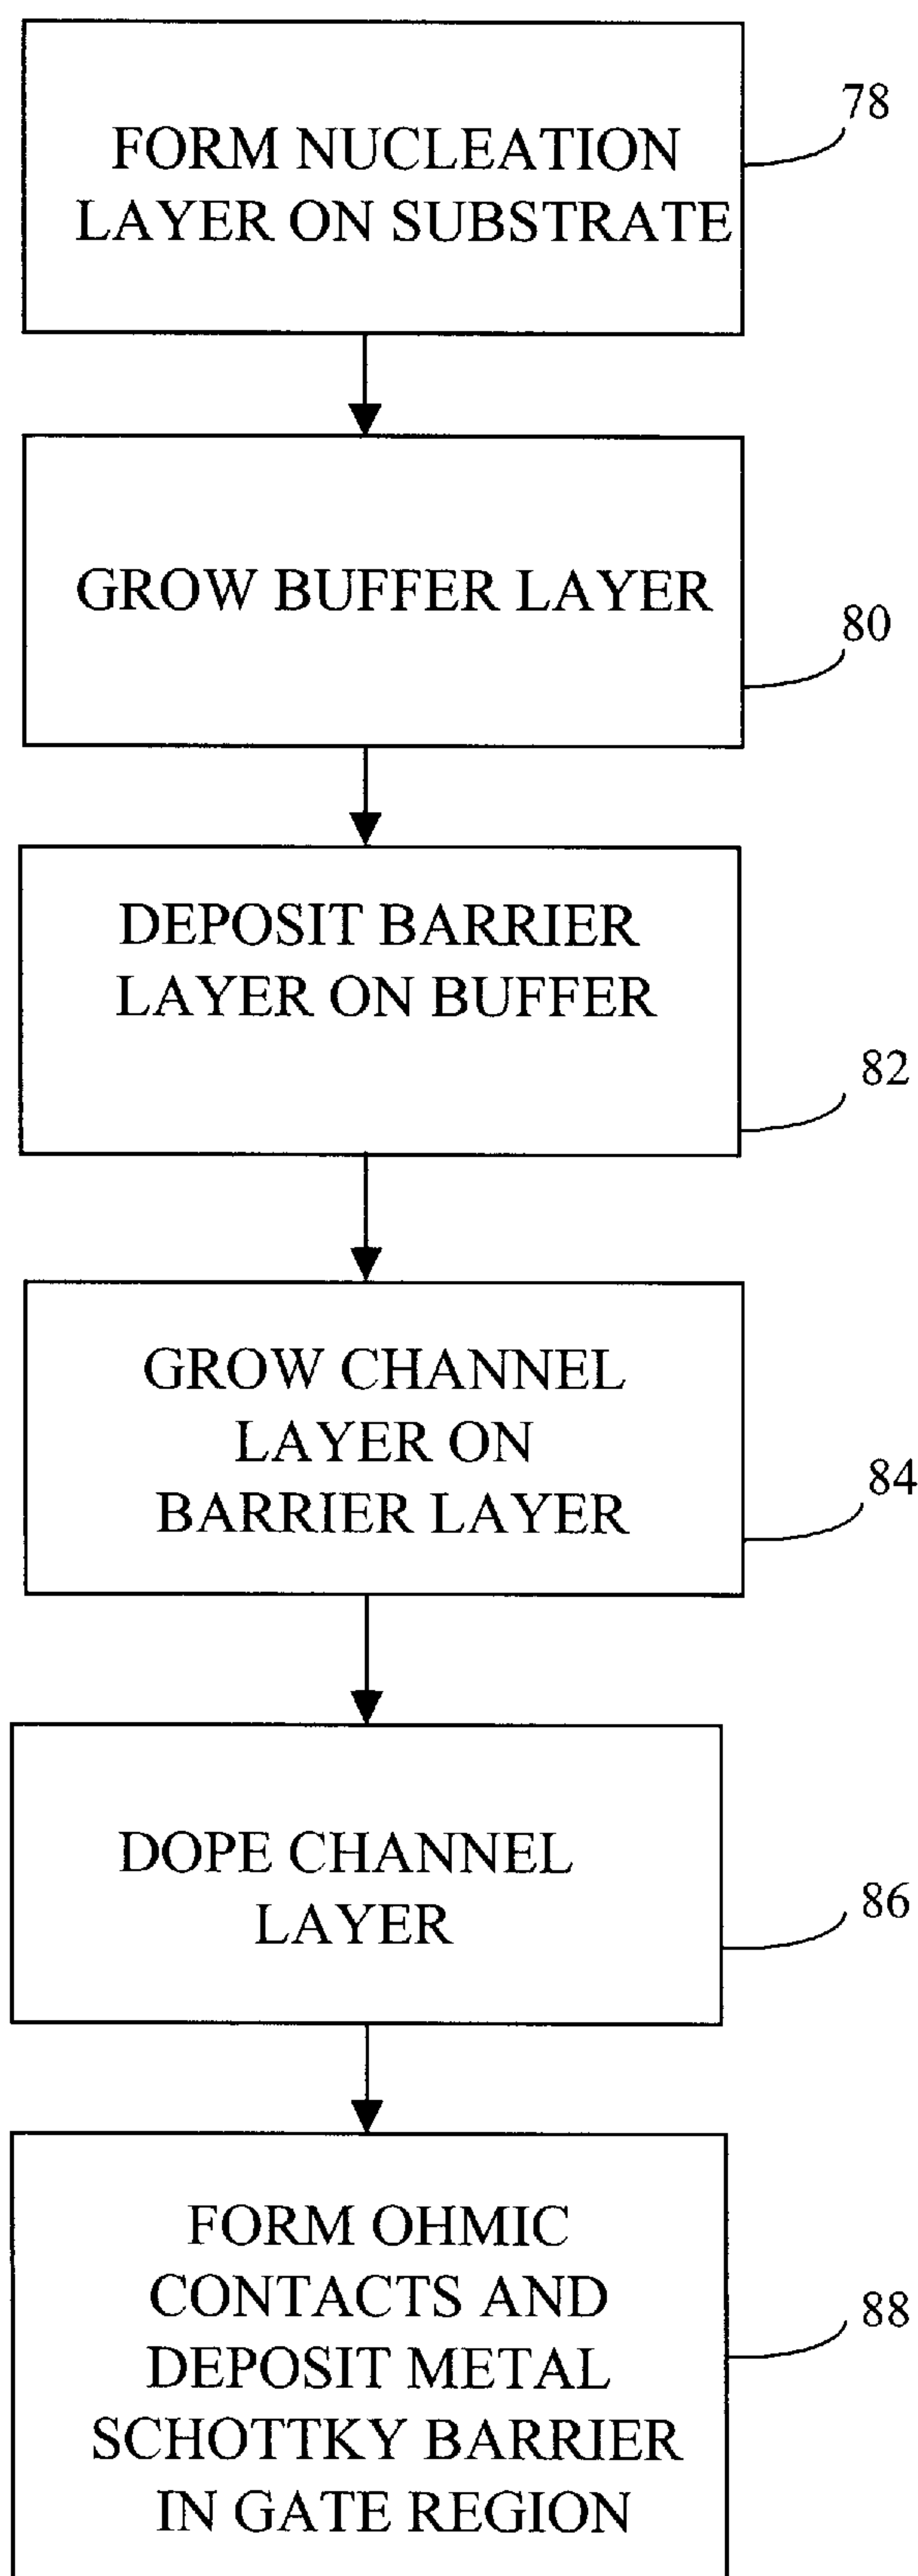 78
FORM NUCLEATION
LAYER ON SUBSTRATE
GROW BUFFER LAYER
80
DEPOSIT BARRIER
LAYER ON BUFFER
82
GROW CHANNEL
LAYER ON
BARRIER LAYER
84
DOPE CHANNEL
LAYER
86
FORM OHMIC
CONTACTS AND
DEPOSIT METAL
SCHOTTKY BARRIER
IN GATE REGION
88